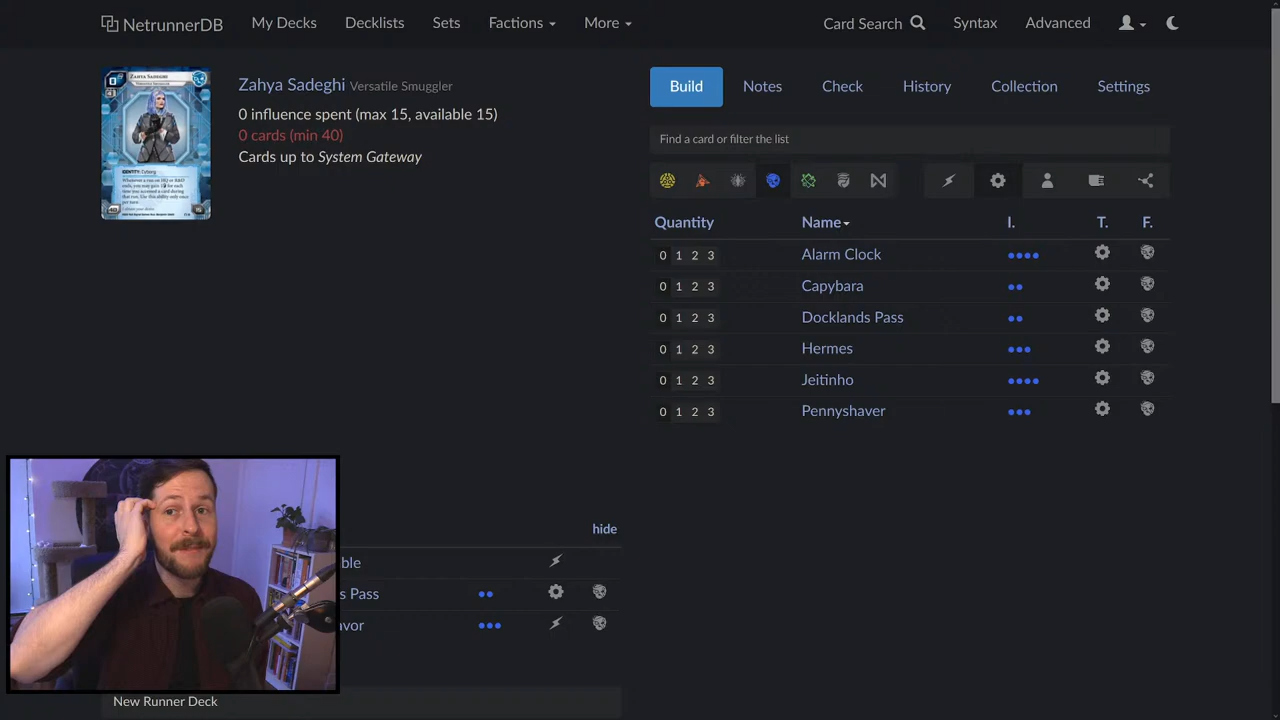 NetrunnerDB My Decks Decklists Sets Factions More Card Search Syntax Advanced
ZAHYA SADEGHI
Zahya Sadeghi Versatile Smuggler
0 influence spent (max 15, available 15)
0 cards (min 40)
Cards up to System Gateway
Build Notes Check History Collection Settings
Find a card or filter the list
Quantity Name I. T. F.
0 1 2 3 Alarm Clock
0 1 2 3 Capybara
0 1 2 3 Docklands Pass
0 1 2 3 Hermes
0 1 2 3 Jeitinho
0 1 2 3 Pennyshaver
hide
ble
s Pass
vor
New Runner Deck